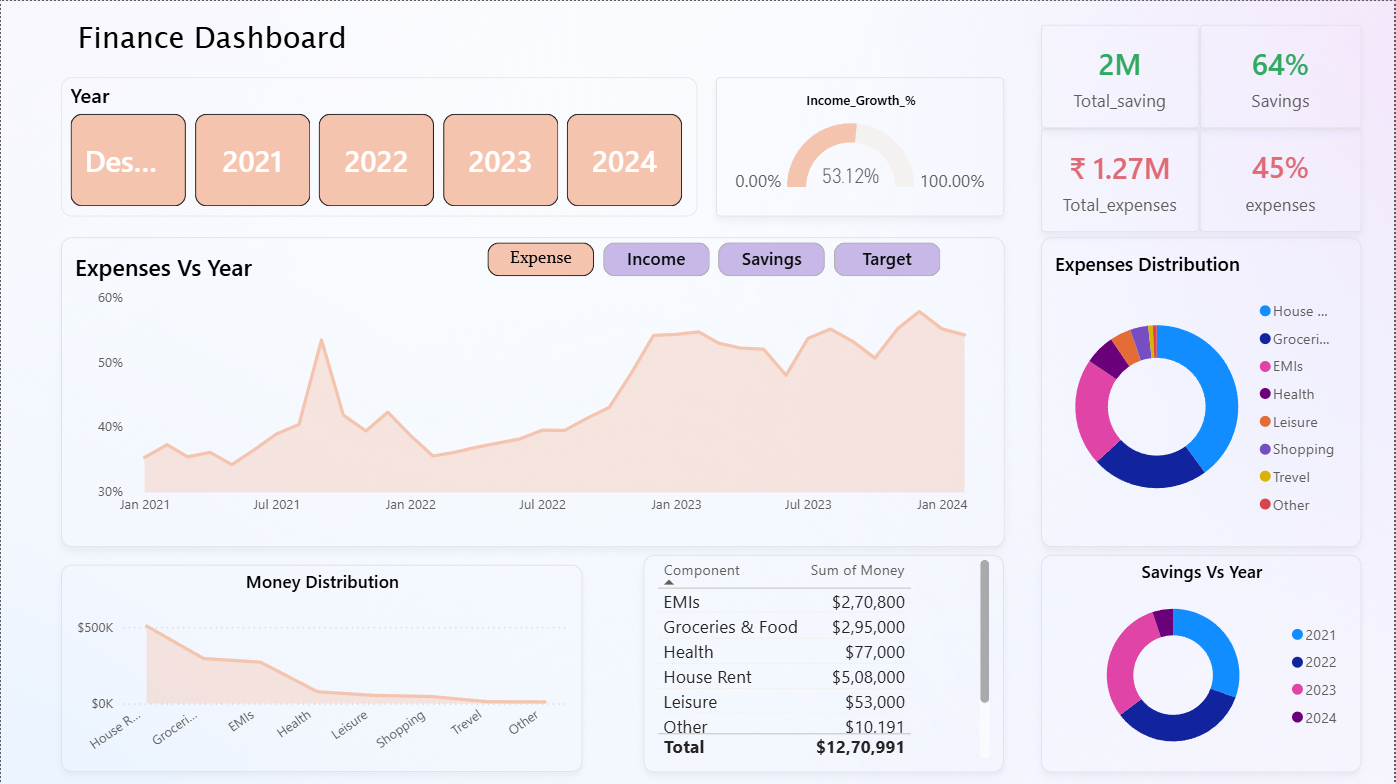 Finance Dashboard
Year
Des...
2021
2022
2023
2024
Income_Growth_%
0.00%
53.12%
100.00%
2M
Total_saving
64%
Savings
₹ 1.27M
Total_expenses
45%
expenses
Expenses Vs Year
Expense
Income
Savings
Target
60%
50%
40%
30%
Jan 2021
Jul 2021
Jan 2022
Jul 2022
Jan 2023
Jul 2023
Jan 2024
Expenses Distribution
House ...
Groceri...
EMIs
Health
Leisure
Shopping
Trevel
Other
Money Distribution
$500K
$0K
House R...
Groceri...
EMIs
Health
Leisure
Shopping
Trevel
Other
Component Sum of Money
EMIs $2,70,800
Groceries & Food $2,95,000
Health $77,000
House Rent $5,08,000
Leisure $53,000
Other $10,191
Total $12,70,991
Savings Vs Year
2021
2022
2023
2024